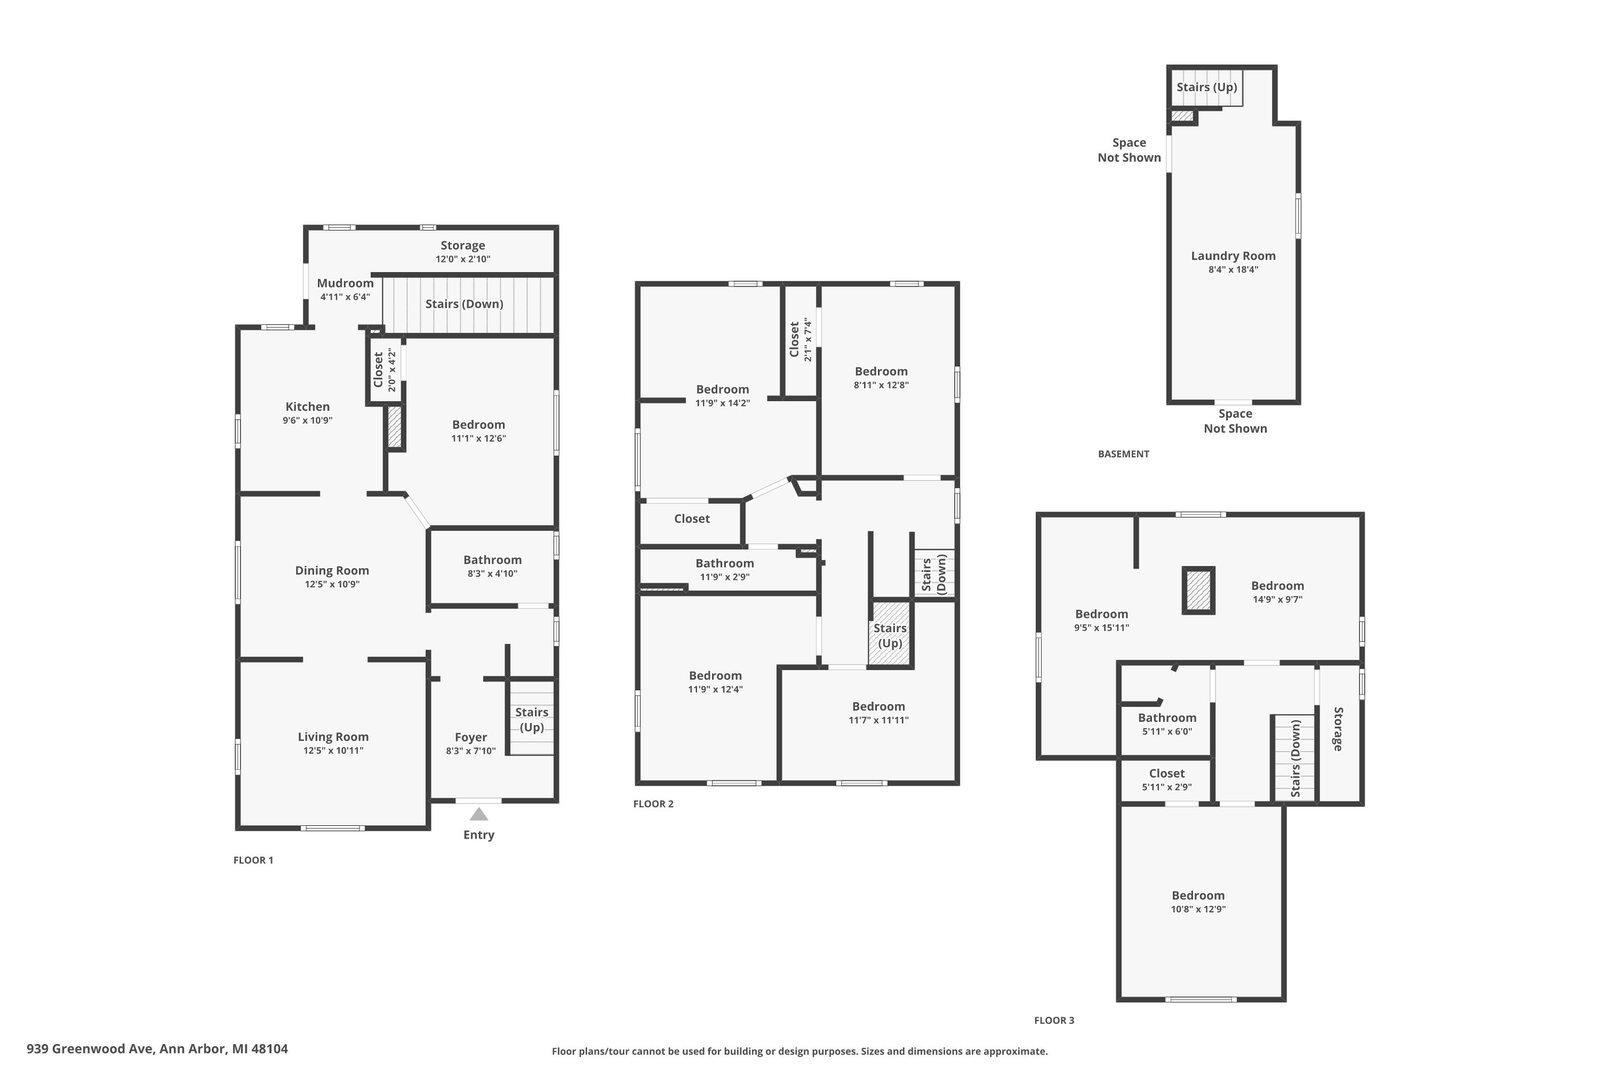 Storage
12'0" x 2'10"
Mudroom
4'11" x 6'4"
Stairs (Down)
Closet
2'0" x 4'2"
Kitchen
9'6" x 10'9"
Bedroom
11'1" x 12'6"
Bathroom
8'3" x 4'10"
Dining Room
12'5" x 10'9"
Living Room
12'5" x 10'11"
Foyer
8'3" x 7'10"
Stairs
(Up)
Entry
FLOOR 1
Closet
2'1" x 7'4"
Bedroom
11'9" x 14'2"
Bedroom
8'11" x 12'8"
Closet
Bathroom
11'9" x 2'9"
Stairs
(Down)
Stairs
(Up)
Bedroom
11'9" x 12'4"
Bedroom
11'7" x 11'11"
FLOOR 2
Stairs (Up)
Space
Not Shown
Laundry Room
8'4" x 18'4"
Space
Not Shown
BASEMENT
Bedroom
9'5" x 15'11"
Bedroom
14'9" x 9'7"
Bathroom
5'11" x 6'0"
Closet
5'11" x 2'9"
Stairs (Down)
Storage
Bedroom
10'8" x 12'9"
FLOOR 3
939 Greenwood Ave, Ann Arbor, MI 48104
Floor plans/tour cannot be used for building or design purposes. Sizes and dimensions are approximate.